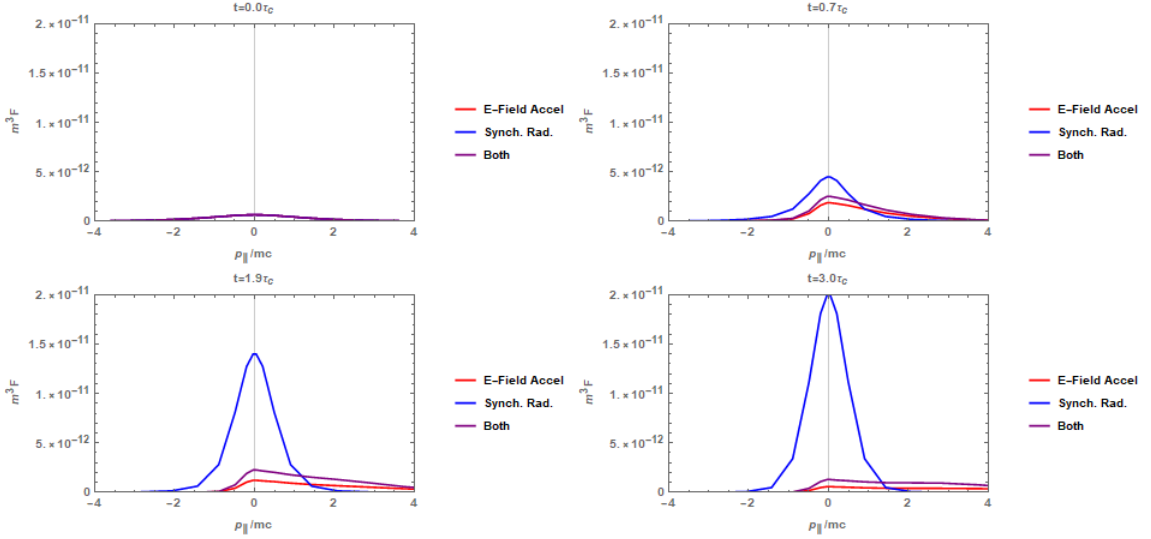 t=0.0τc
2.×10⁻¹¹
1.5×10⁻¹¹
1.×10⁻¹¹
5.×10⁻¹²
0
m³F
-4 -2 0 2 4
p∥/mc
E-Field Accel
Synch. Rad.
Both
t=0.7τc
2.×10⁻¹¹
1.5×10⁻¹¹
1.×10⁻¹¹
5.×10⁻¹²
0
m³F
-4 -2 0 2 4
p∥/mc
E-Field Accel
Synch. Rad.
Both
t=1.9τc
2.×10⁻¹¹
1.5×10⁻¹¹
1.×10⁻¹¹
5.×10⁻¹²
0
m³F
-4 -2 0 2 4
p∥/mc
E-Field Accel
Synch. Rad.
Both
t=3.0τc
2.×10⁻¹¹
1.5×10⁻¹¹
1.×10⁻¹¹
5.×10⁻¹²
0
m³F
-4 -2 0 2 4
p∥/mc
E-Field Accel
Synch. Rad.
Both